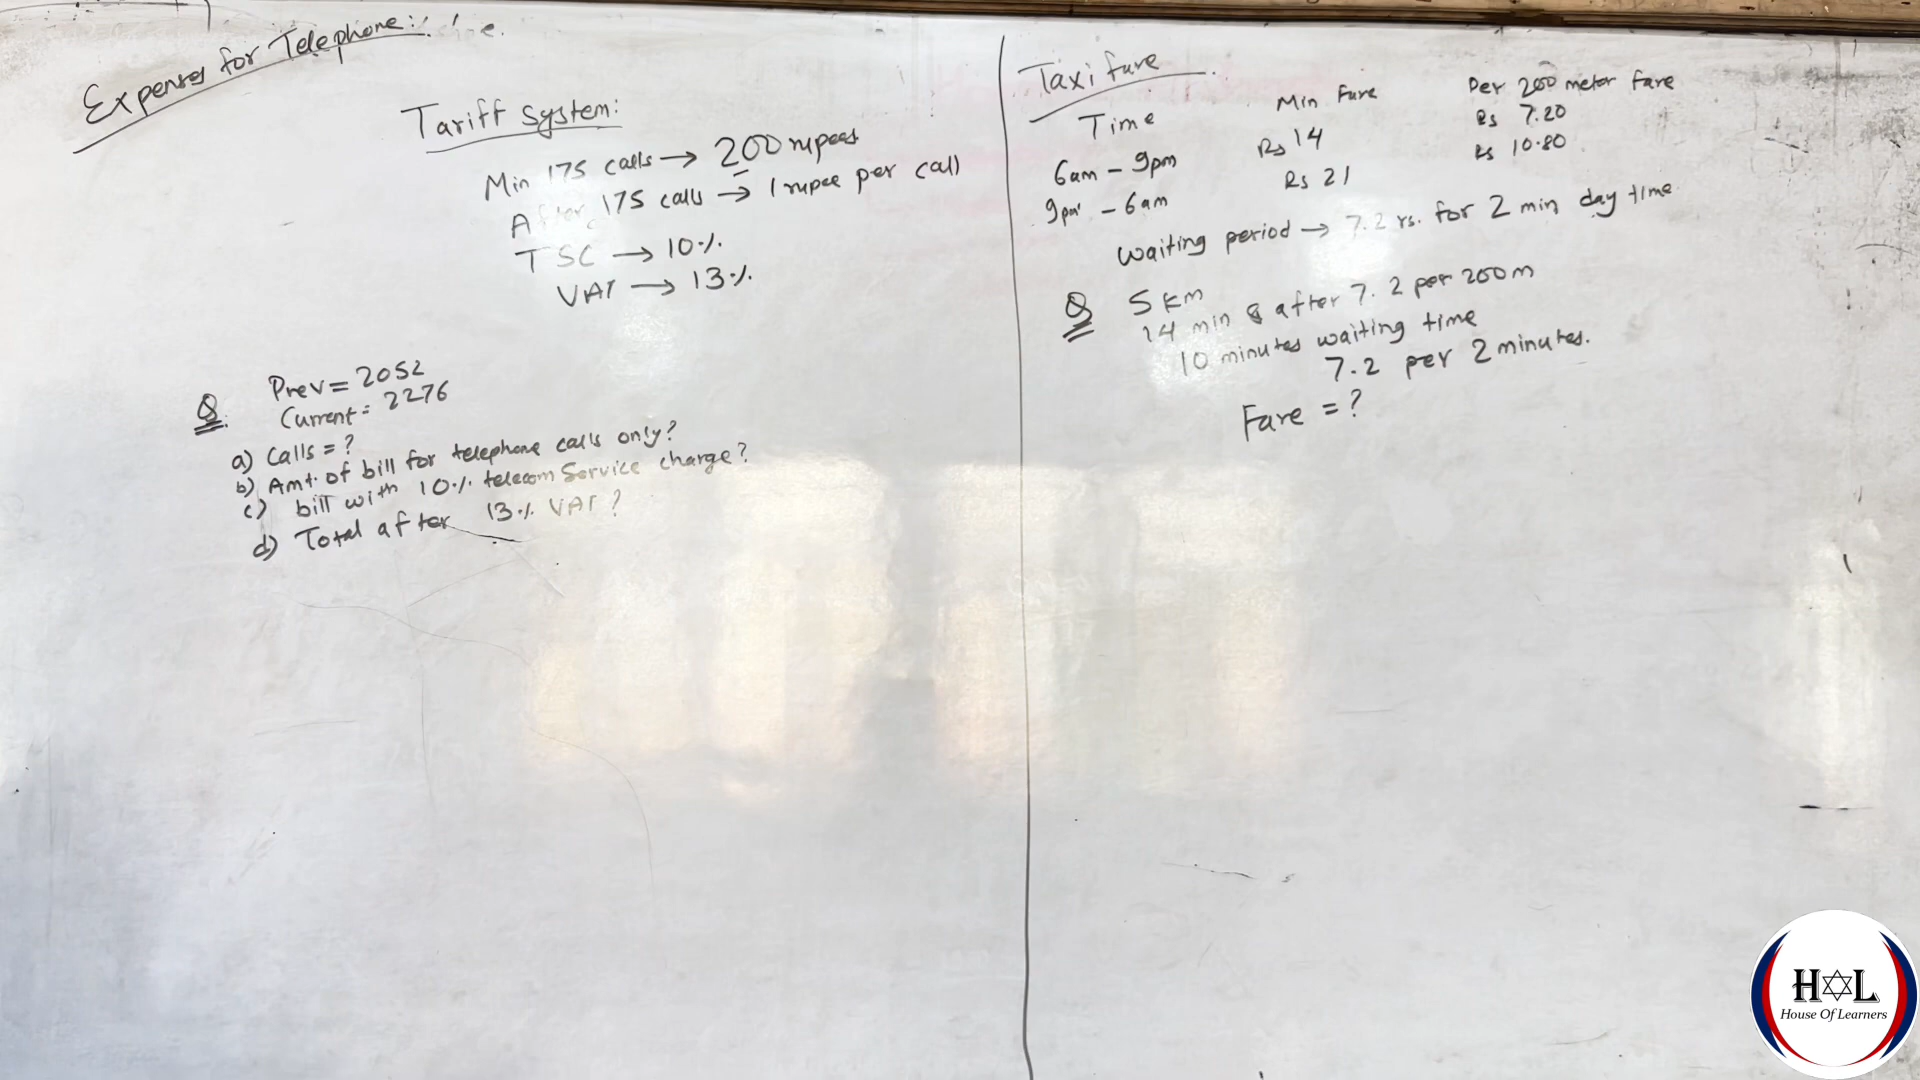 Expenses for Telephone:
Tariff System:
Min 175 calls → 200 rupees
After 175 calls → 1 rupee per call
TSC → 10%
VAT → 13%
Q. Prev = 2052
Current = 2276
a) Calls = ?
b) Amt. of bill for telephone calls only?
c) bill with 10% telecom Service charge?
d) Total after 13% VAT?
Taxi fare
Time Min Fare Per 200 meter fare
6am - 9pm Rs 14 Rs 7.20
9pm - 6am Rs 21 Rs 10.80
Waiting period → 7.2 rs. for 2 min day time
Q 5 km
14 min & after 7.2 per 200m
10 minutes waiting time
7.2 per 2 minutes.
Fare = ?
HOL
House Of Learners